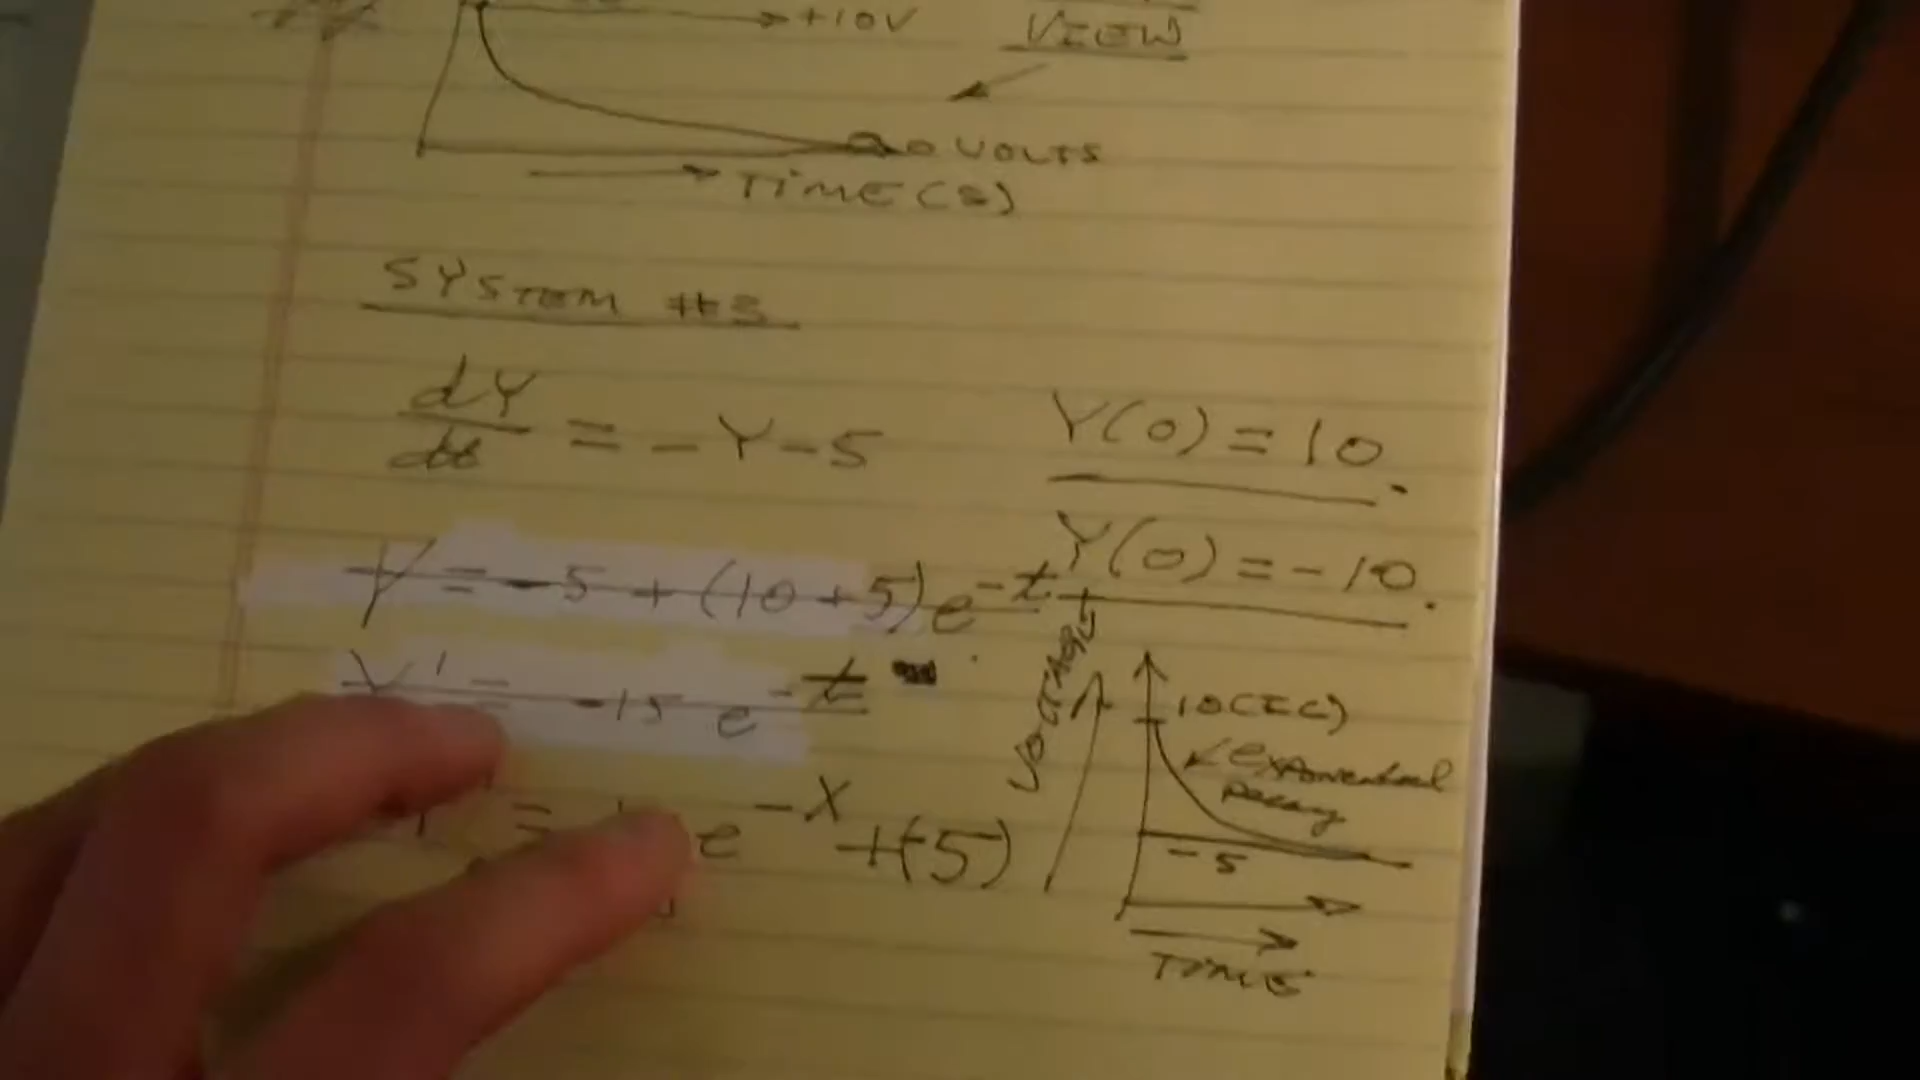 +10V
VIEW
0 VOLTS
TIME (S)
SYSTEM #3
dY/dt = -Y-5
Y(0) = 10.
Y(0) = -10.
Y = -5 + (10+5)e^-t
Y' = -15 e^-t
= e^-x +(-5)
VOLTAGE
10(IC)
exponential
Decay
-5
TIME